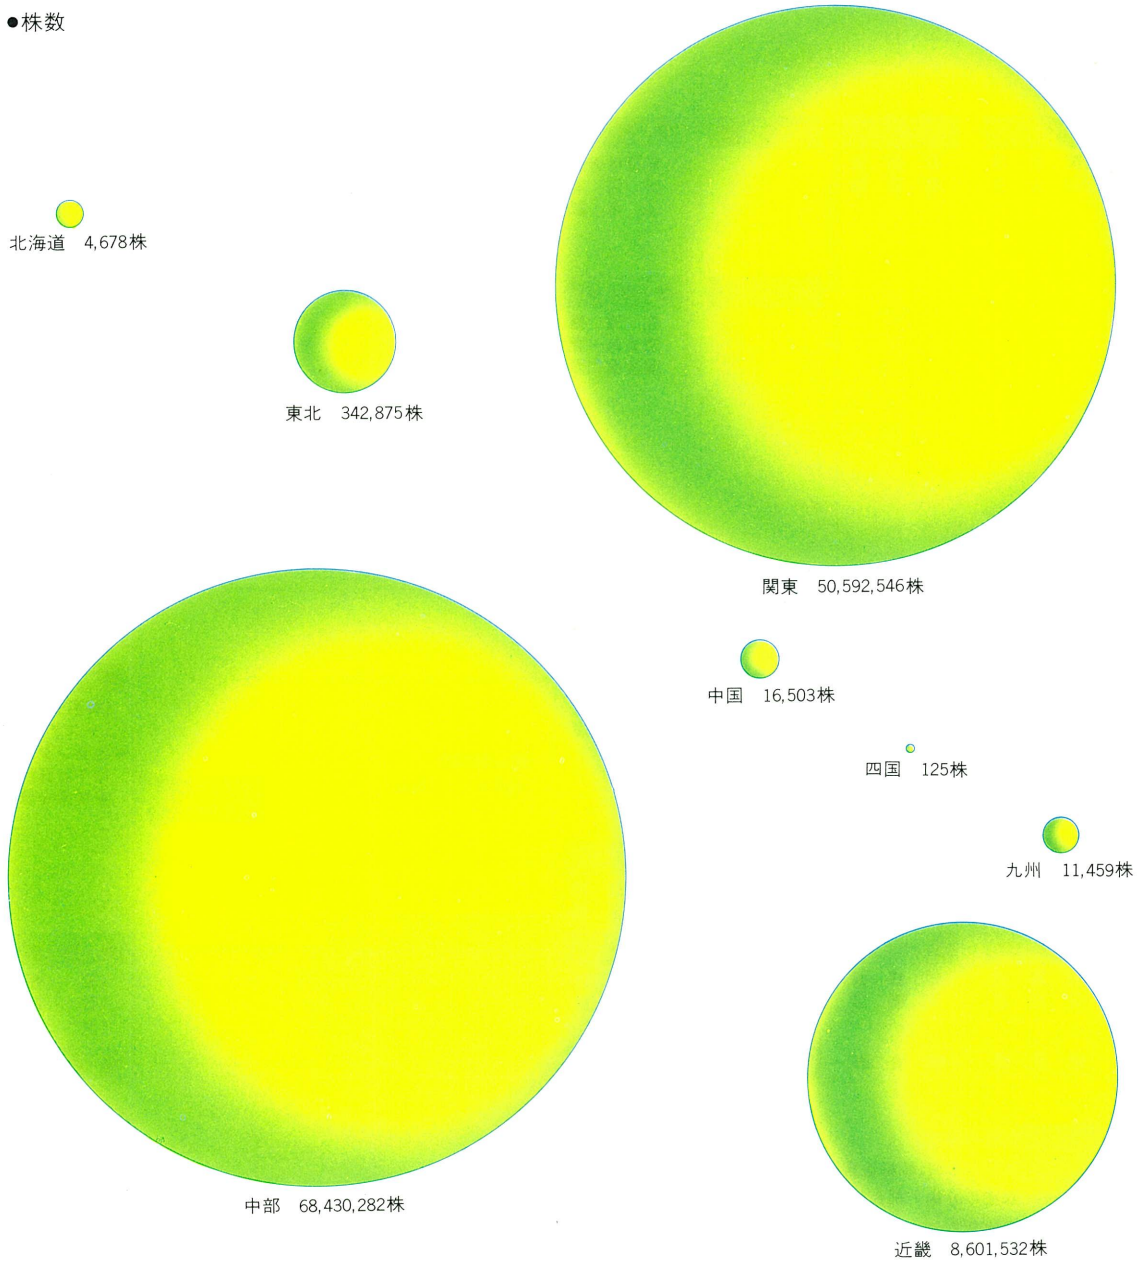 ●株数
北海道　4,678株
東北　342,875株
関東　50,592,546株
中国　16,503株
四国　125株
九州　11,459株
中部　68,430,282株
近畿　8,601,532株